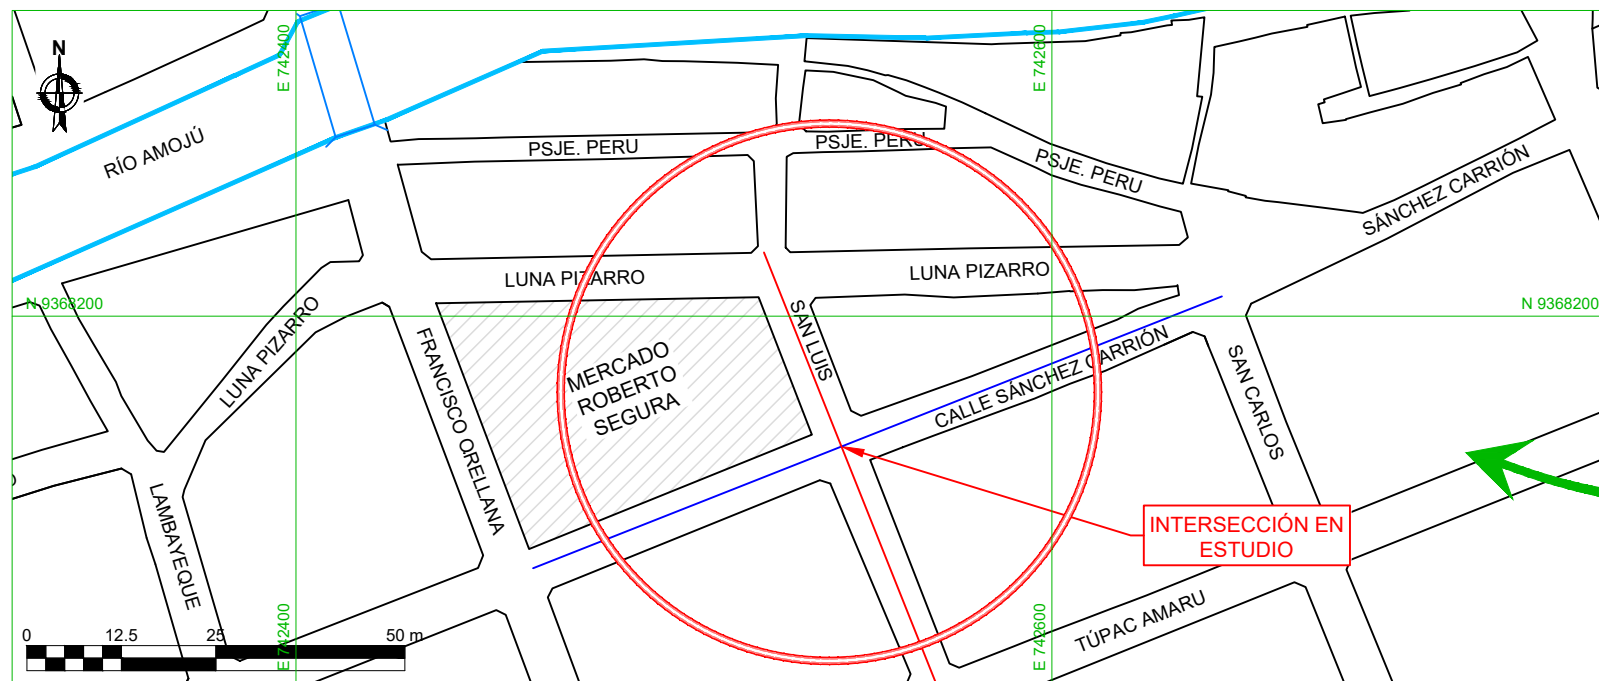 N
E 742400
E 742600
RÍO AMOJÚ
PSJE. PERU
PSJE. PERU
PSJE. PERU
SÁNCHEZ CARRIÓN
LUNA PIZARRO
LUNA PIZARRO
N 9368200
N 9368200
LUNA PIZARRO
FRANCISCO ORELLANA
MERCADO
ROBERTO
SEGURA
SAN LUIS
CALLE SÁNCHEZ CARRIÓN
SAN CARLOS
LAMBAYEQUE
INTERSECCIÓN EN
ESTUDIO
TÚPAC AMARU
E 742400
E 742600
0 12.5 25 50 m